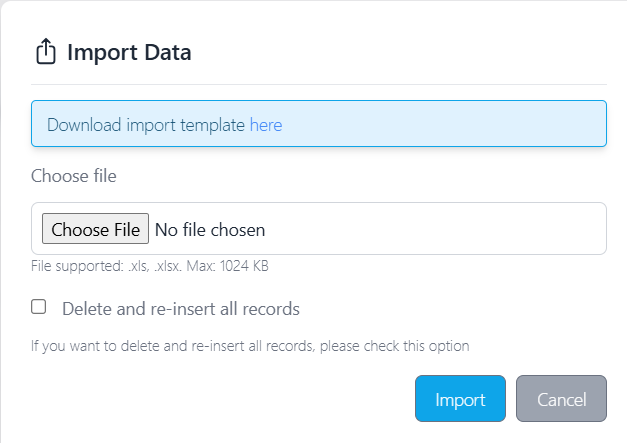 Import Data
Download import template here
Choose file
Choose File No file chosen
File supported: .xls, .xlsx. Max: 1024 KB
Delete and re-insert all records
If you want to delete and re-insert all records, please check this option
Import Cancel